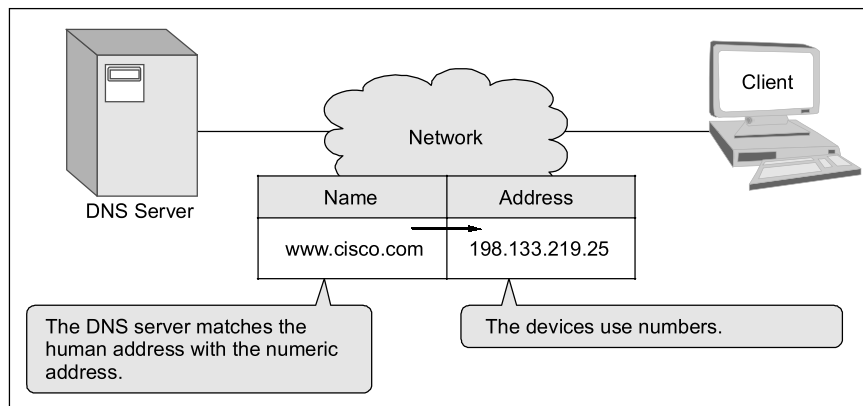 Client
Network
DNS Server
Name
Address
www.cisco.com
198.133.219.25
The DNS server matches the
human address with the numeric
address.
The devices use numbers.